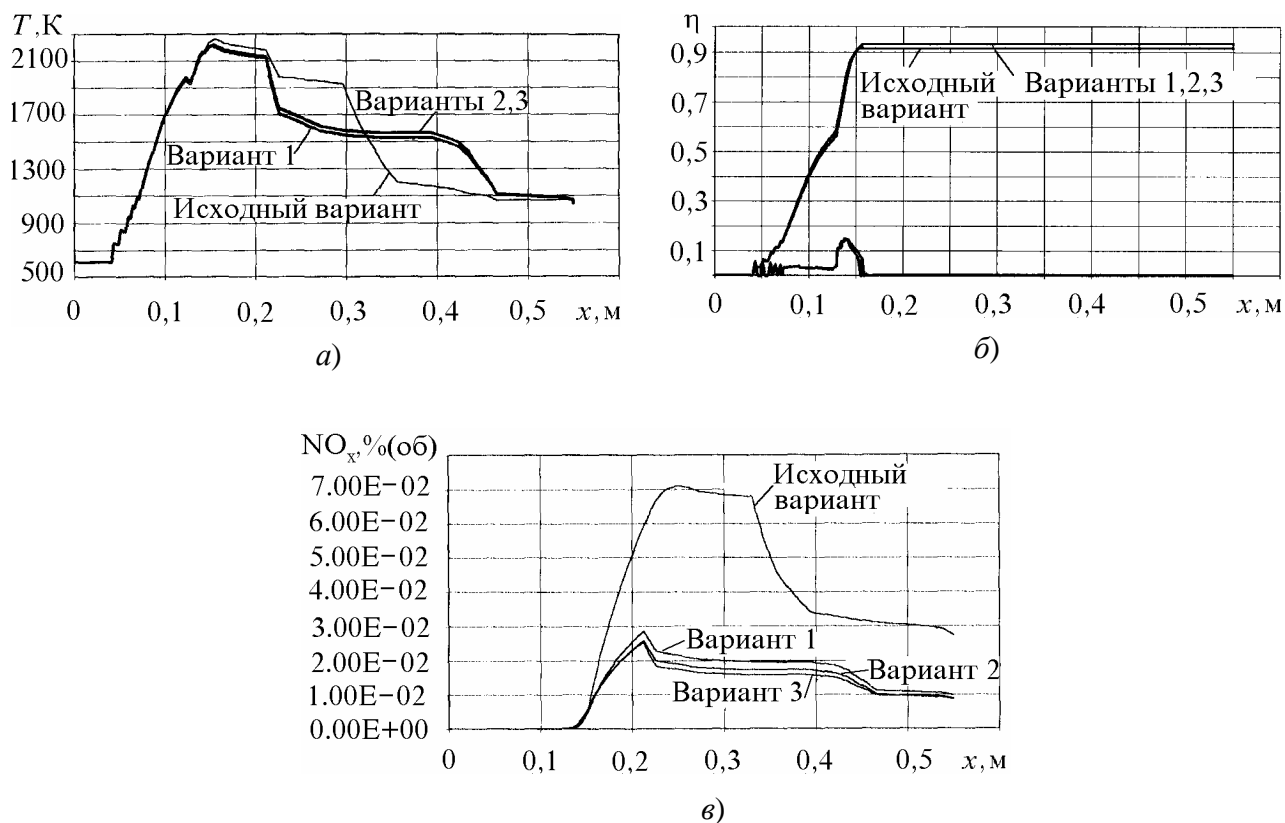 T, К
2100
1700
1300
900
500
Варианты 2,3
Вариант 1
Исходный вариант
0 0,1 0,2 0,3 0,4 0,5 x, м
а)
η
0,9
0,7
0,5
0,3
0,1
Исходный
вариант
Варианты 1,2,3
0 0,1 0,2 0,3 0,4 0,5 x, м
б)
NOx,%(об)
7.00E−02
6.00E−02
5.00E−02
4.00E−02
3.00E−02
2.00E−02
1.00E−02
0.00E+00
Исходный
вариант
Вариант 1
Вариант 2
Вариант 3
0 0,1 0,2 0,3 0,4 0,5 x, м
в)